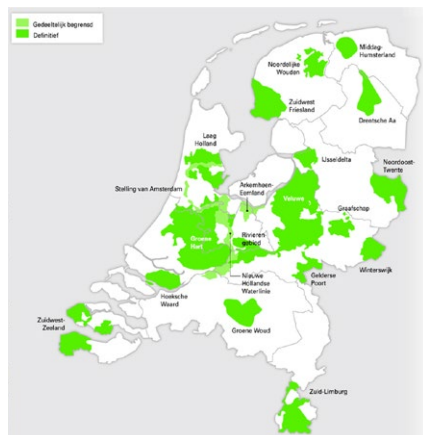 Gedeeltelijk begrensd
Definitief
Middag-
Humsterland
Noordelijke
Wouden
Zuidwest
Friesland
Drentsche Aa
Laag
Holland
IJsseldelta
Noordoost-
Twente
Arkemheen-
Eemland
Stelling van Amsterdam
Veluwe
Graafschap
Groene
Hart
Rivieren
gebied
Winterswijk
Nieuwe
Hollandse
Waterlinie
Gelderse
Poort
Hoeksche
Waard
Zuidwest-
Zeeland
Groene Woud
Zuid-Limburg